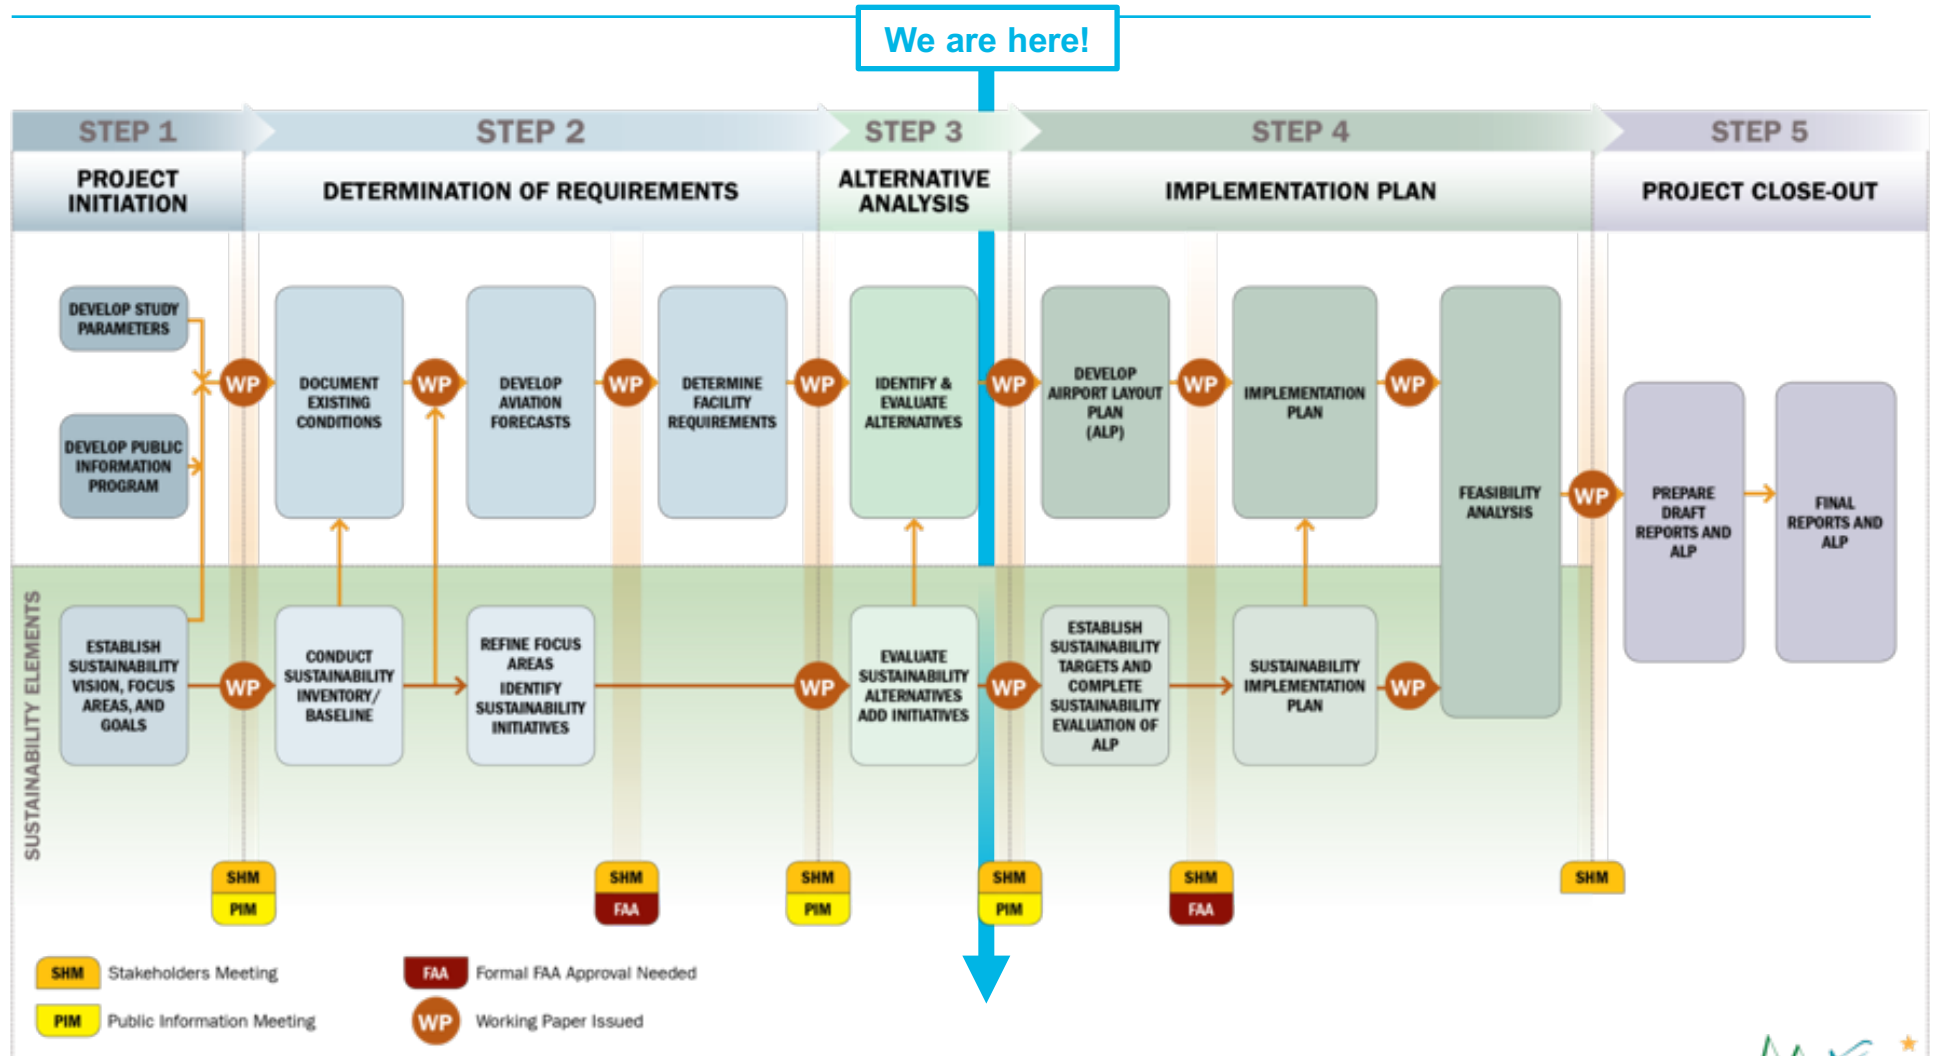 We are here!
STEP 1
STEP 2
STEP 3
STEP 4
STEP 5
PROJECT
INITIATION
DETERMINATION OF REQUIREMENTS
ALTERNATIVE
ANALYSIS
IMPLEMENTATION PLAN
PROJECT CLOSE-OUT
DEVELOP STUDY
PARAMETERS
DEVELOP PUBLIC
INFORMATION
PROGRAM
WP
DOCUMENT
EXISTING
CONDITIONS
WP
DEVELOP
AVIATION
FORECASTS
WP
DETERMINE
FACILITY
REQUIREMENTS
WP
IDENTIFY &
EVALUATE
ALTERNATIVES
WP
DEVELOP
AIRPORT LAYOUT
PLAN
(ALP)
WP
IMPLEMENTATION
PLAN
WP
FEASIBILITY
ANALYSIS
WP
PREPARE
DRAFT
REPORTS AND
ALP
FINAL
REPORTS AND
ALP
SUSTAINABILITY ELEMENTS
ESTABLISH
SUSTAINABILITY
VISION, FOCUS
AREAS, AND
GOALS
WP
CONDUCT
SUSTAINABILITY
INVENTORY/
BASELINE
REFINE FOCUS
AREAS
IDENTIFY
SUSTAINABILITY
INITIATIVES
WP
EVALUATE
SUSTAINABILITY
ALTERNATIVES
ADD INITIATIVES
WP
ESTABLISH
SUSTAINABILITY
TARGETS AND
COMPLETE
SUSTAINABILITY
EVALUATION OF
ALP
SUSTAINABILITY
IMPLEMENTATION
PLAN
WP
SHM
PIM
SHM
FAA
SHM
PIM
SHM
PIM
SHM
FAA
SHM
SHM Stakeholders Meeting
FAA Formal FAA Approval Needed
PIM Public Information Meeting
WP Working Paper Issued